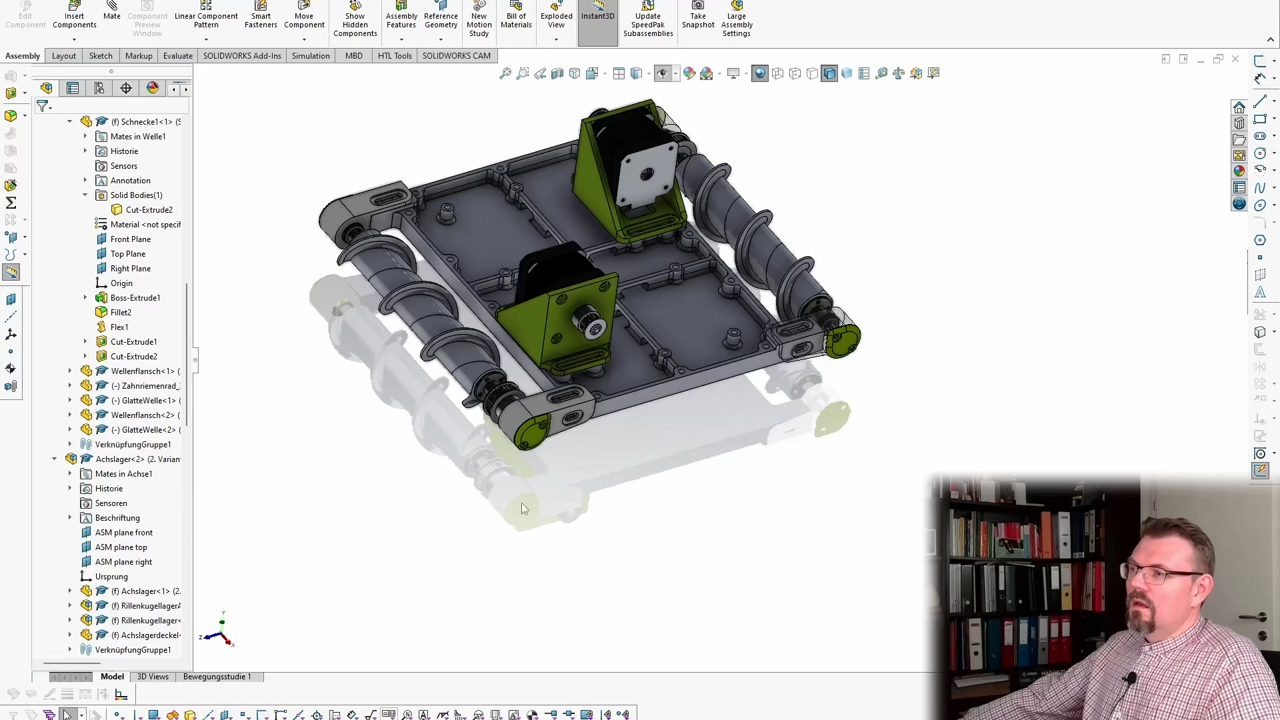 Edit
Component
Insert
Components
Mate
Component
Preview
Window
Linear Component
Pattern
Smart
Fasteners
Move
Component
Show
Hidden
Components
Assembly
Features
Reference
Geometry
New
Motion
Study
Bill of
Materials
Exploded
View
Instant3D
Update
SpeedPak
Subassemblies
Take
Snapshot
Large
Assembly
Settings
Assembly
Layout
Sketch
Markup
Evaluate
SOLIDWORKS Add-Ins
Simulation
MBD
HTL Tools
SOLIDWORKS CAM
(f) Schnecke1<1> (S
Mates in Welle1
Historie
Sensors
Annotation
Solid Bodies(1)
Cut-Extrude2
Material <not specif
Front Plane
Top Plane
Right Plane
Origin
Boss-Extrude1
Fillet2
Flex1
Cut-Extrude1
Cut-Extrude2
Wellenflansch<1> (
(-) Zahnriemenrad_
(-) GlatteWelle<1> (
Wellenflansch<2> (
(-) GlatteWelle<2> (
VerknüpfungGruppe1
Achslager<2> (2. Varian
Mates in Achse1
Historie
Sensoren
Beschriftung
ASM plane front
ASM plane top
ASM plane right
Ursprung
(f) Achslager<1> (2.
(f) RillenkugellagerA
(f) Rillenkugellager
(f) Achslagerdeckel
VerknüpfungGruppe1
Y
Z
X
Model
3D Views
Bewegungsstudie 1